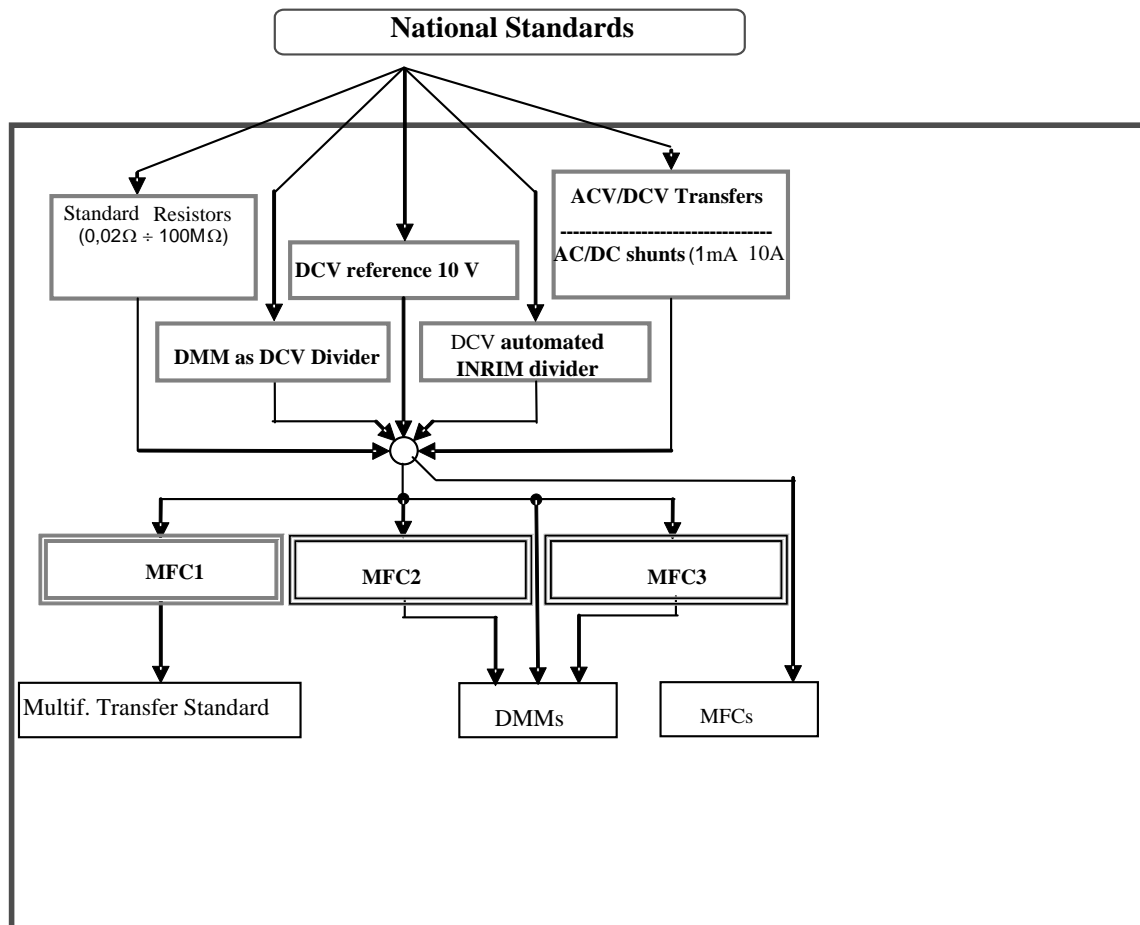 National Standards
Standard Resistors
(0,02Ω ÷ 100MΩ)
ACV/DCV Transfers
-----------------------------------
AC/DC shunts (1mA 10A
DCV reference 10 V
DMM as DCV Divider
DCV automated
INRIM divider
MFC1
MFC2
MFC3
Multif. Transfer Standard
DMMs
MFCs